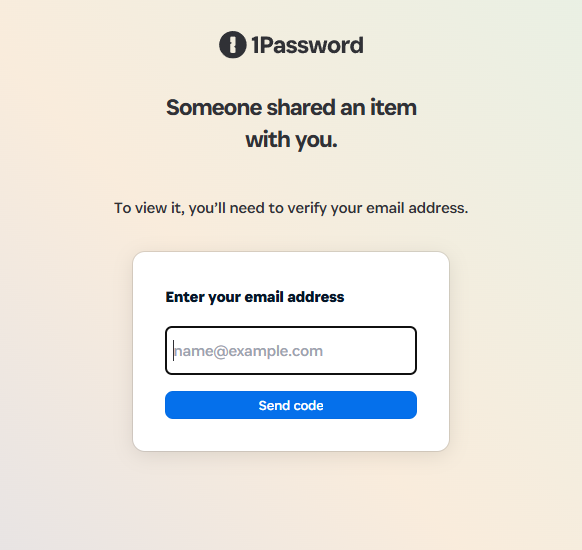 1Password
Someone shared an item
with you.
To view it, you’ll need to verify your email address.
Enter your email address
name@example.com
Send code